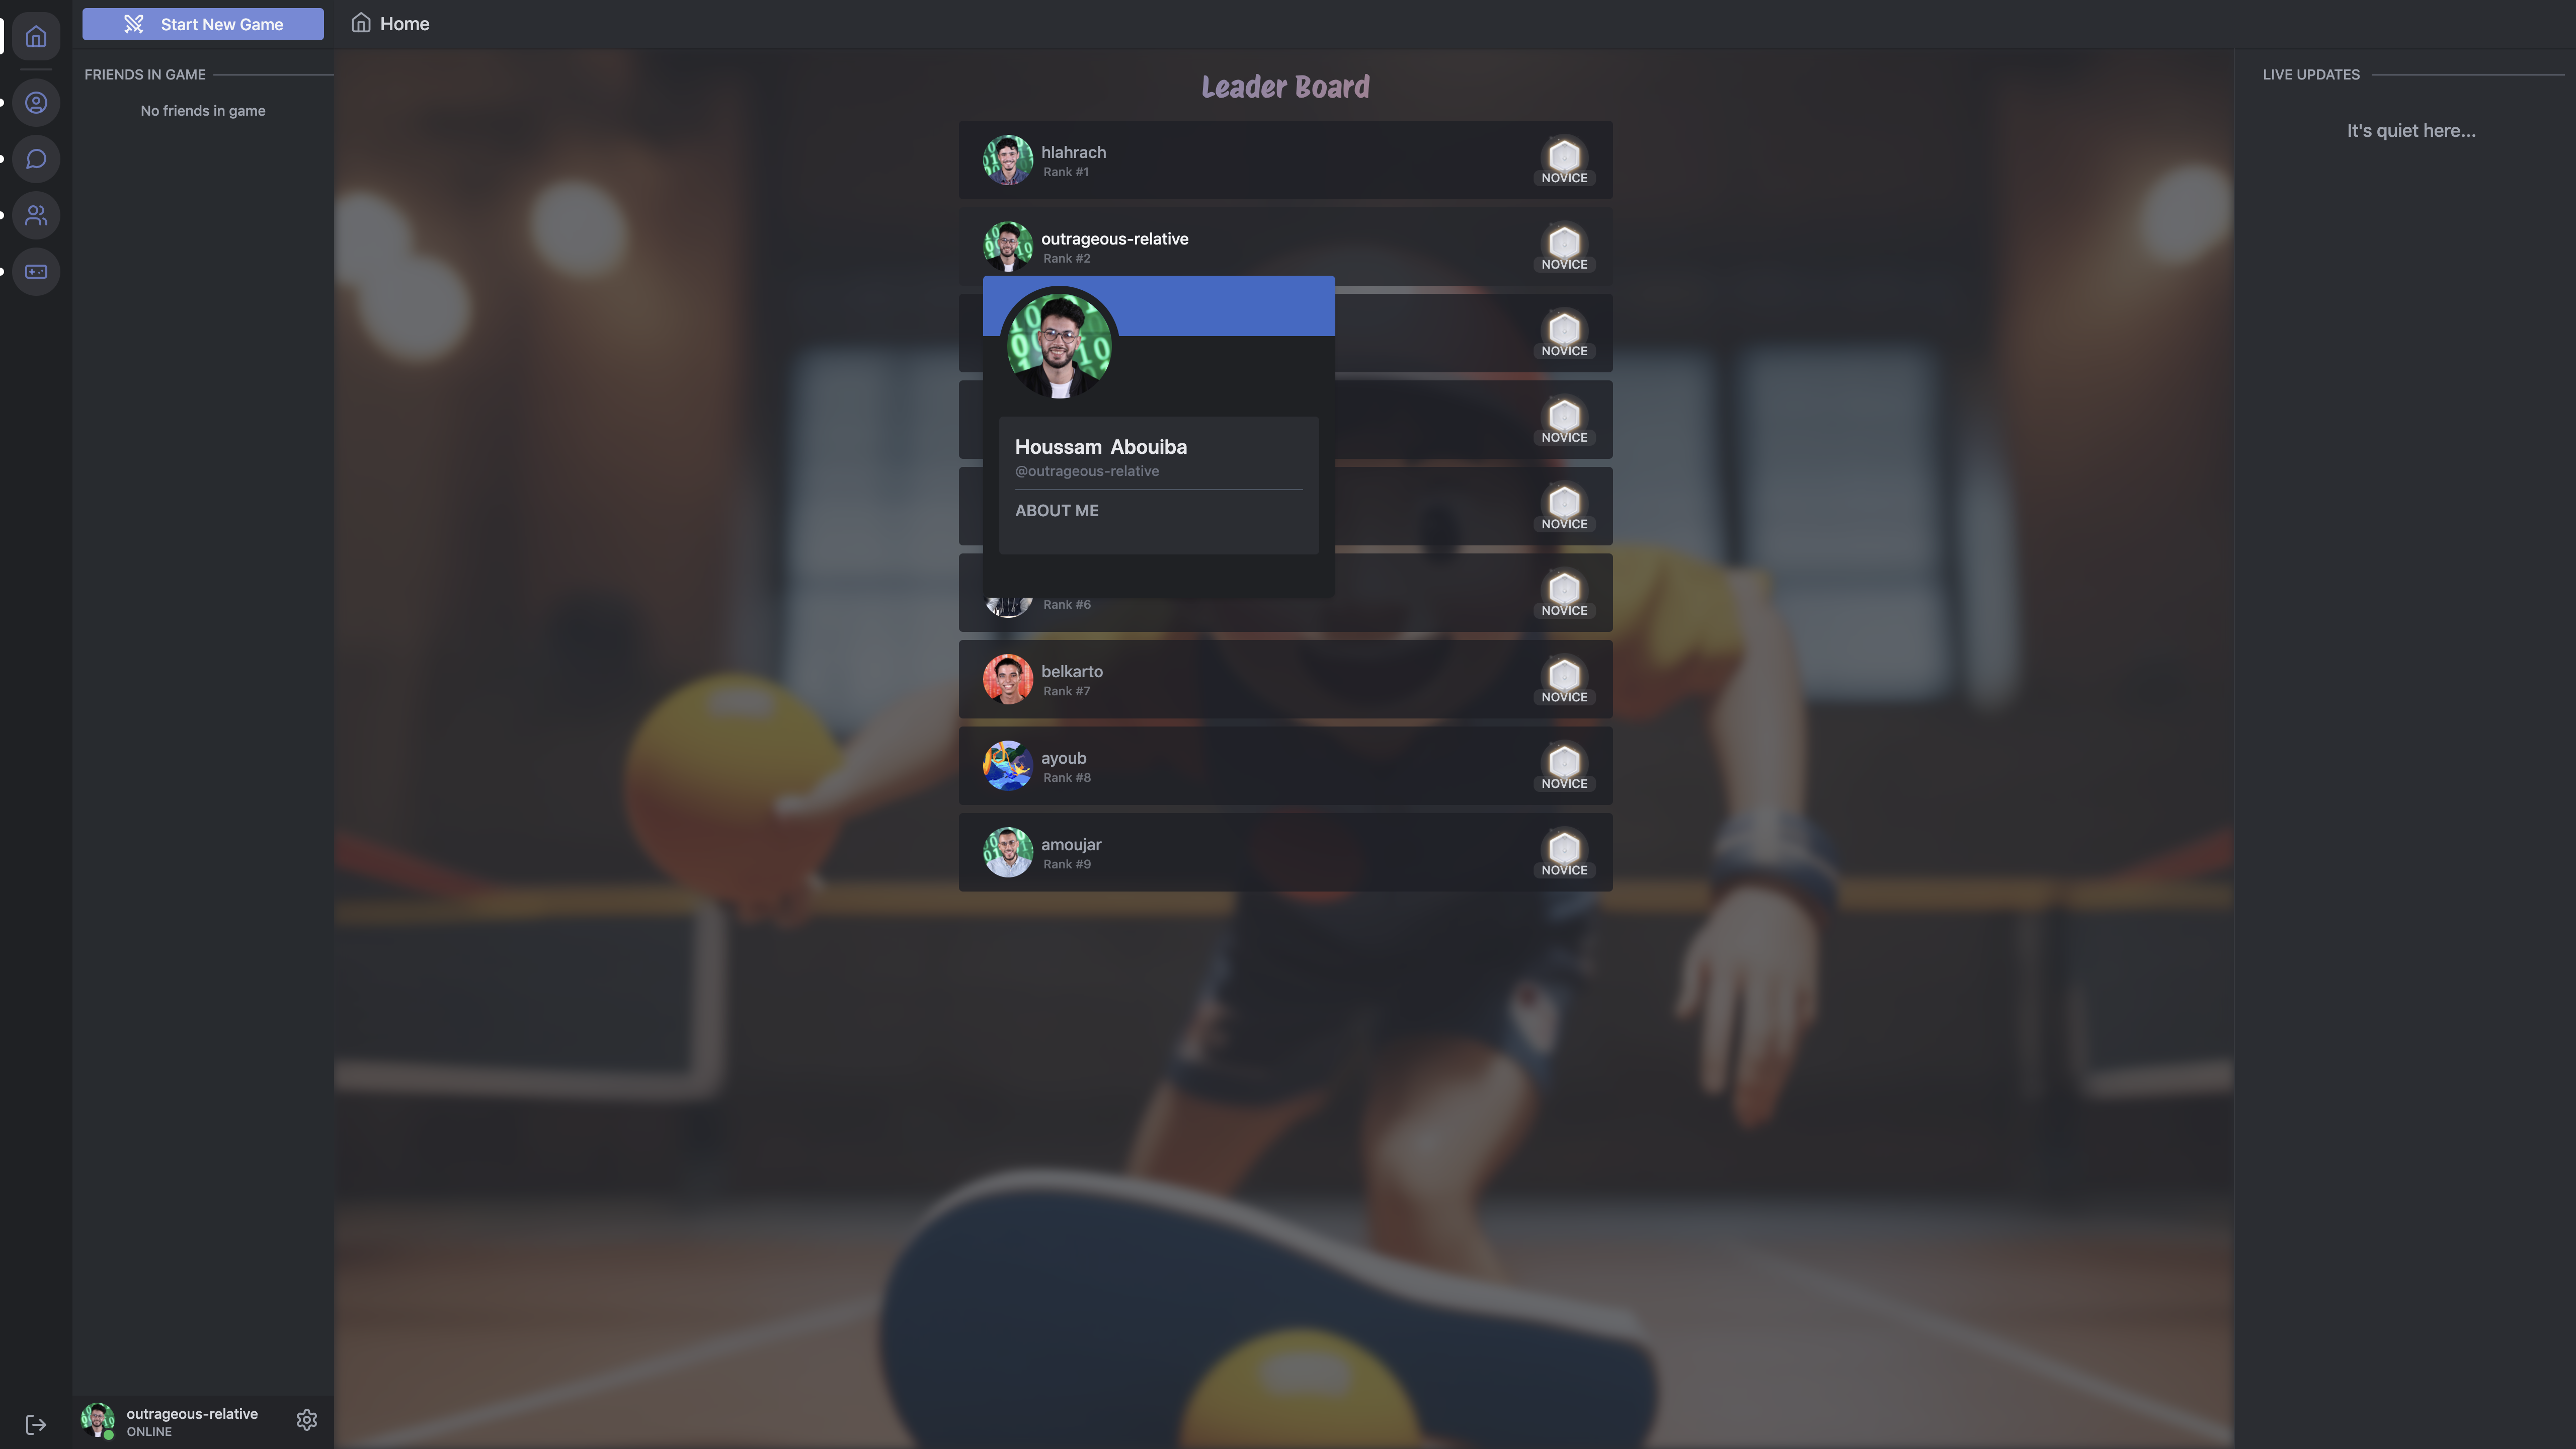 Start New Game
Home
FRIENDS IN GAME
No friends in game
Leader Board
hlahrach
Rank #1
NOVICE
outrageous-relative
Rank #2
NOVICE
NOVICE
NOVICE
NOVICE
Houssam Abouiba
@outrageous-relative
ABOUT ME
Rank #6
NOVICE
belkarto
Rank #7
NOVICE
ayoub
Rank #8
NOVICE
amoujar
Rank #9
NOVICE
LIVE UPDATES
It's quiet here...
outrageous-relative
ONLINE